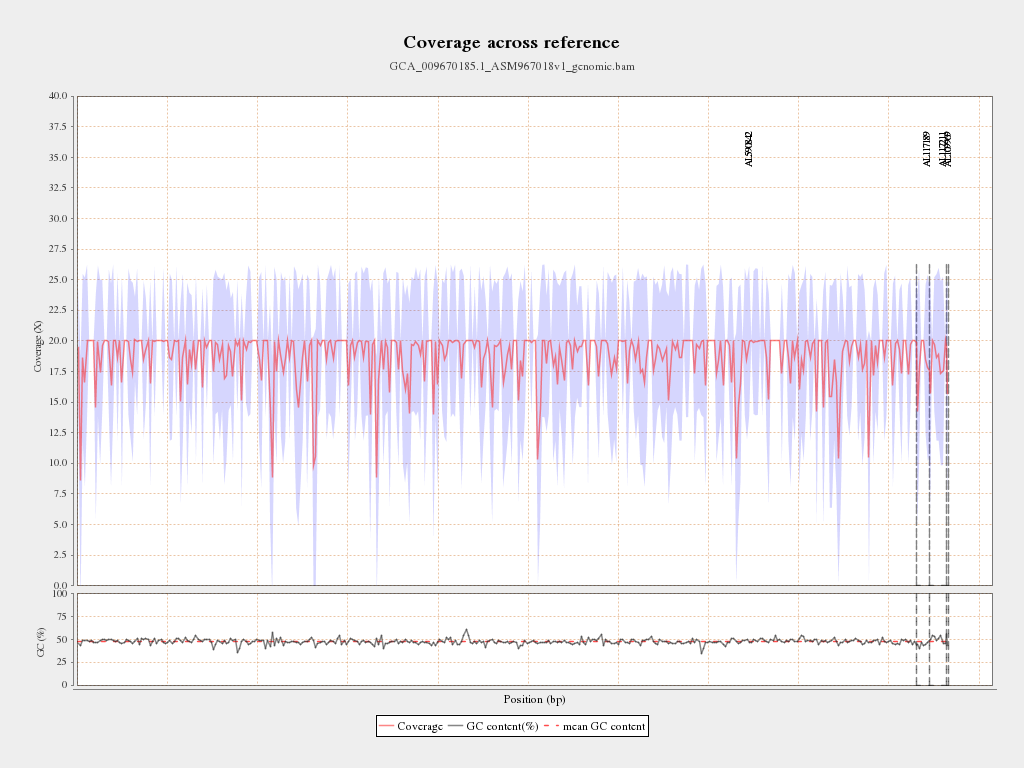 Coverage across reference
GCA_009670185.1_ASM967018v1_genomic.bam
40.0
37.5
35.0
32.5
30.0
27.5
25.0
22.5
20.0
17.5
15.0
12.5
10.0
7.5
5.0
2.5
0.0
Coverage (X)
AL590842
AL117189
AL117211
AL109969
100
75
50
25
0
GC (%)
Position (bp)
Coverage GC content(%) mean GC content